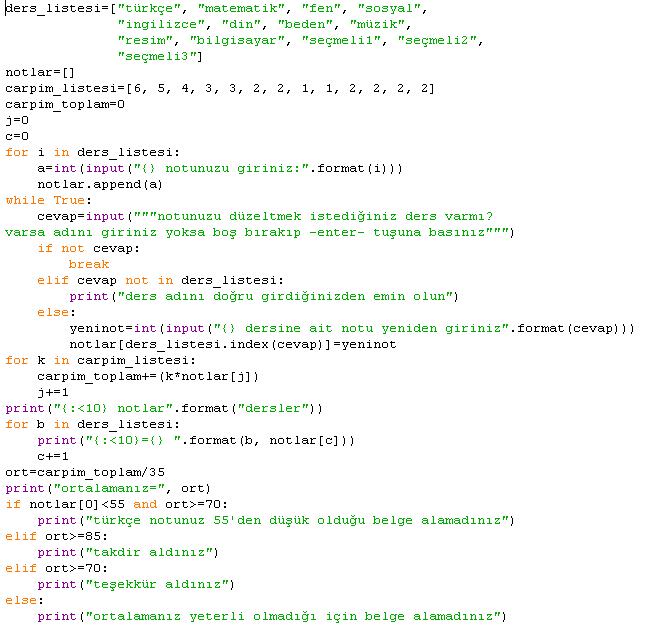 ders_listesi=["türkçe", "matematik", "fen", "sosyal",
              "ingilizce", "din", "beden", "müzik",
              "resim", "bilgisayar", "seçmeli1", "seçmeli2",
              "seçmeli3"]
notlar=[]
carpim_listesi=[6, 5, 4, 3, 3, 2, 2, 1, 1, 2, 2, 2, 2]
carpim_toplam=0
j=0
c=0
for i in ders_listesi:
    a=int(input("{} notunuzu giriniz:".format(i)))
    notlar.append(a)
while True:
    cevap=input("""notunuzu düzeltmek istediğiniz ders varmı?
varsa adını giriniz yoksa boş bırakıp -enter- tuşuna basınız""")
    if not cevap:
        break
    elif cevap not in ders_listesi:
        print("ders adını doğru girdiğinizden emin olun")
    else:
        yeninot=int(input("{} dersine ait notu yeniden giriniz".format(cevap)))
        notlar[ders_listesi.index(cevap)]=yeninot
for k in carpim_listesi:
    carpim_toplam+=(k*notlar[j])
    j+=1
print("{:<10} notlar".format("dersler"))
for b in ders_listesi:
    print("{:<10}={} ".format(b, notlar[c]))
    c+=1
ort=carpim_toplam/35
print("ortalamanız=", ort)
if notlar[0]<55 and ort>=70:
    print("türkçe notunuz 55'den düşük olduğu belge alamadınız")
elif ort>=85:
    print("takdir aldınız")
elif ort>=70:
    print("teşekkür aldınız")
else:
    print("ortalamanız yeterli olmadığı için belge alamadınız")